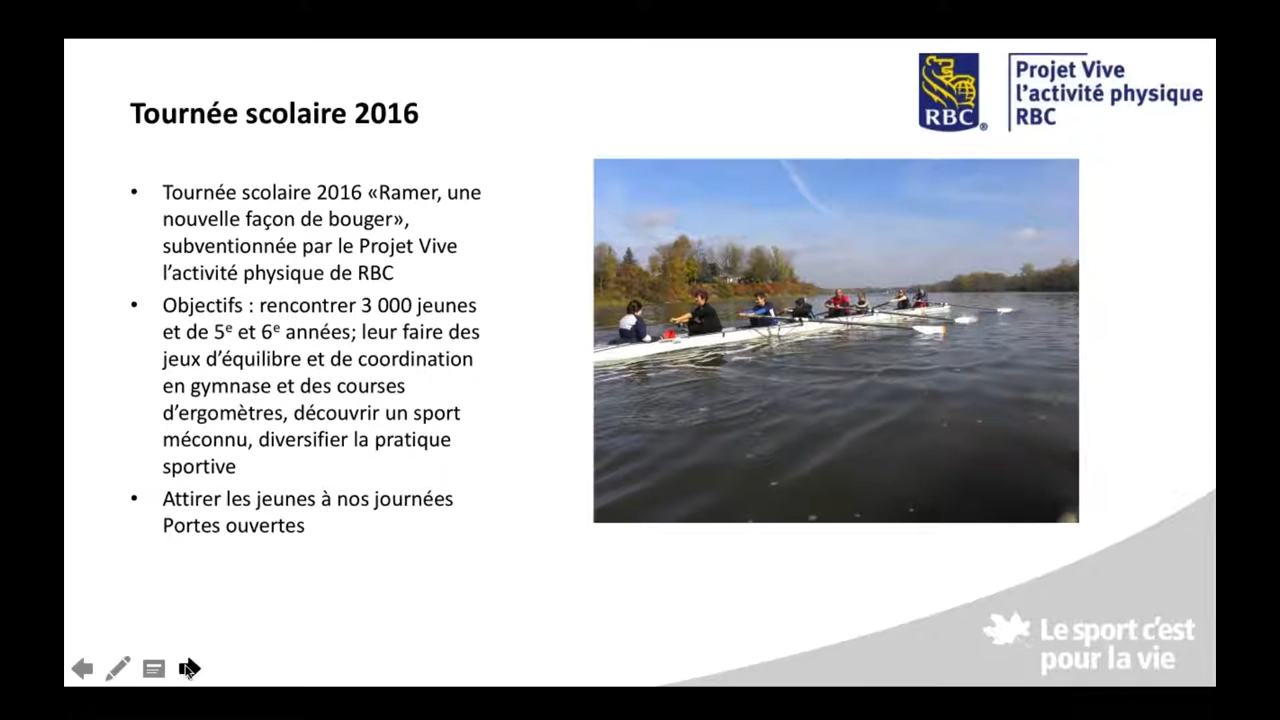 Tournée scolaire 2016
RBC®
Projet Vive
l’activité physique
RBC
• Tournée scolaire 2016 «Ramer, une
nouvelle façon de bouger»,
subventionnée par le Projet Vive
l’activité physique de RBC
• Objectifs : rencontrer 3 000 jeunes
et de 5e et 6e années; leur faire des
jeux d’équilibre et de coordination
en gymnase et des courses
d’ergomètres, découvrir un sport
méconnu, diversifier la pratique
sportive
• Attirer les jeunes à nos journées
Portes ouvertes
Le sport c’est
pour la vie